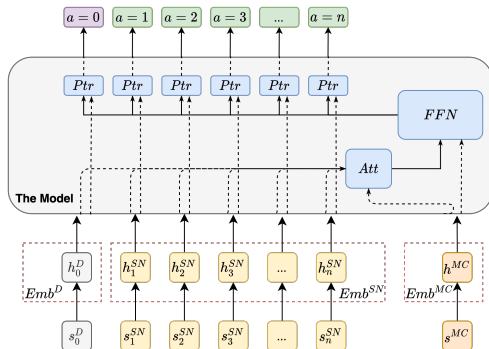 a = 0 a = 1 a = 2 a = 3 ... a = n
Ptr Ptr Ptr Ptr Ptr Ptr
FFN
Att
The Model
h_0^D h_1^{SN} h_2^{SN} h_3^{SN} ... h_n^{SN} h^{MC}
Emb^D Emb^{SN} Emb^{MC}
s_0^D s_1^{SN} s_2^{SN} s_3^{SN} ... s_n^{SN} s^{MC}